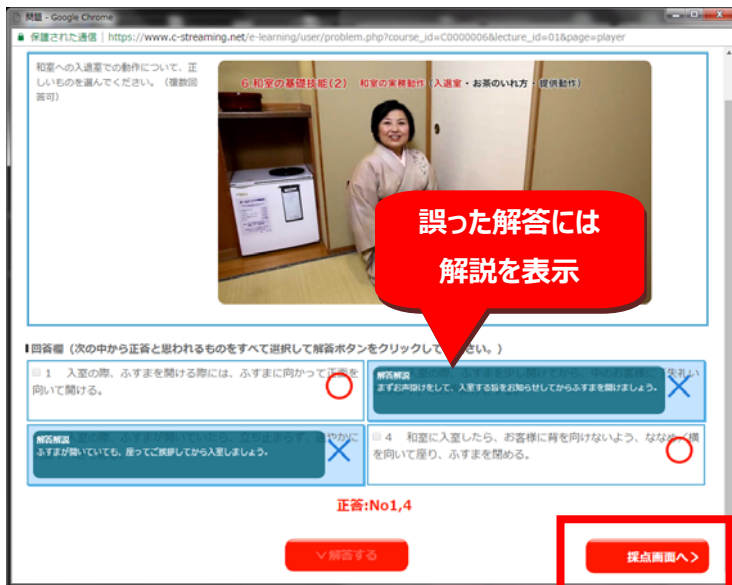 問題 - Google Chrome
保護された通信 | https://www.c-streaming.net/e-learning/user/problem.php?course_id=C0000006&lecture_id=01&page=player
和室への入退室での動作について、正
しいものを選んでください。（複数回
答可）
6.和室の基礎技能(2) 和室の実務動作（入退室・お茶のいれ方・提供動作）
誤った解答には
解説を表示
回答欄（次の中から正答と思われるものをすべて選択して解答ボタンをクリックして ださい。）
1 入室の際、ふすまを開ける際には、ふすまに向かって正面を
向いて開ける。
解答解説
まずお声掛けをして、入室する旨をお知らせしてからふすまを開けましょう。
解答解説
ふすまが開いていても、座ってご挨拶してから入室しましょう。
4 和室に入室したら、お客様に背を向けないよう、ななめ 横
を向いて座り、ふすまを閉める。
正答:No1,4
∨解答する
採点画面へ>